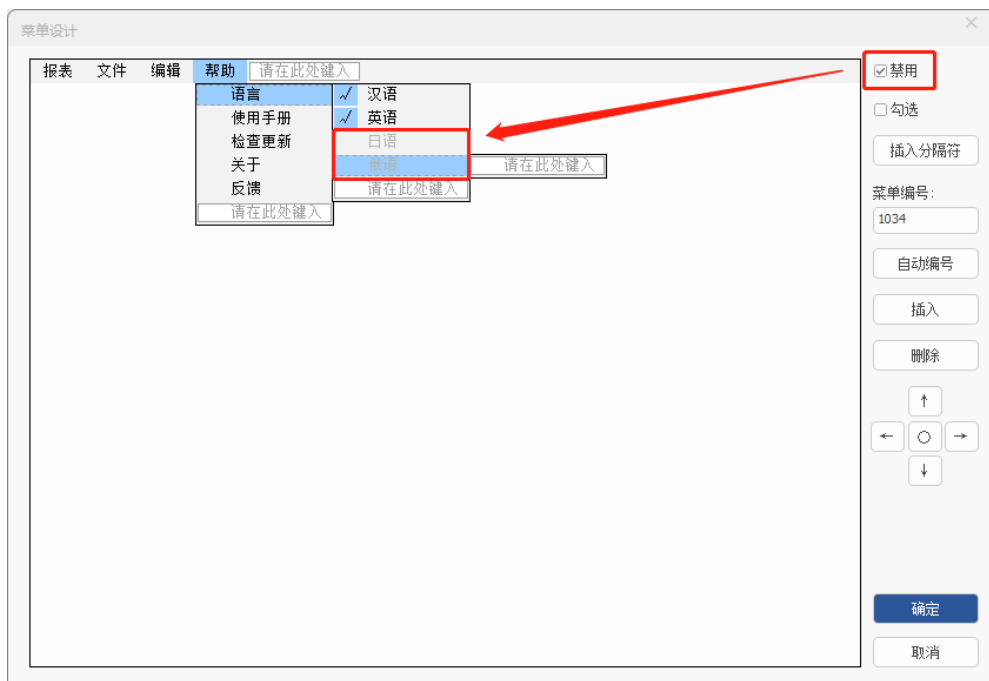 菜单设计
报表 文件 编辑 帮助 请在此处键入
禁用
语言 √ 汉语
使用手册 √ 英语
勾选
检查更新 日语
插入分隔符
关于 俄语 请在此处键入
反馈 请在此处键入
菜单编号:
请在此处键入
1034
自动编号
插入
删除
↑
← ○ →
↓
确定
取消